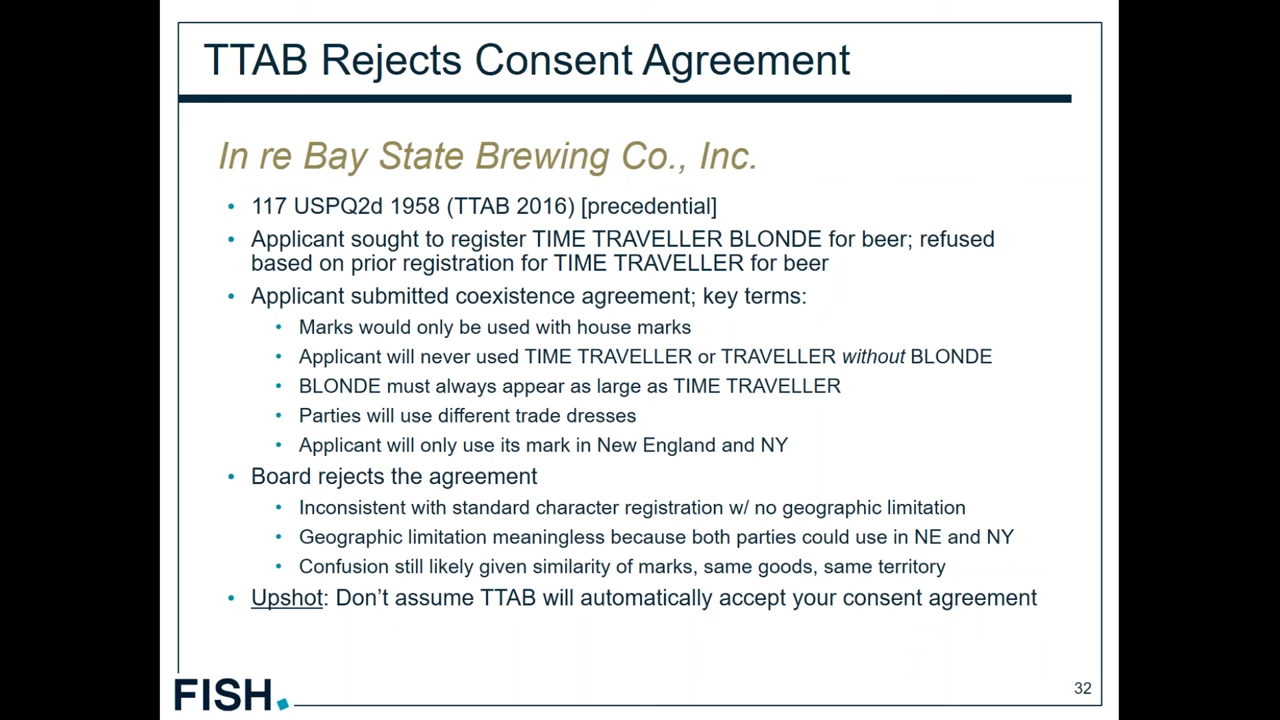 TTAB Rejects Consent Agreement
In re Bay State Brewing Co., Inc.
• 117 USPQ2d 1958 (TTAB 2016) [precedential]
• Applicant sought to register TIME TRAVELLER BLONDE for beer; refused
based on prior registration for TIME TRAVELLER for beer
• Applicant submitted coexistence agreement; key terms:
• Marks would only be used with house marks
• Applicant will never used TIME TRAVELLER or TRAVELLER without BLONDE
• BLONDE must always appear as large as TIME TRAVELLER
• Parties will use different trade dresses
• Applicant will only use its mark in New England and NY
• Board rejects the agreement
• Inconsistent with standard character registration w/ no geographic limitation
• Geographic limitation meaningless because both parties could use in NE and NY
• Confusion still likely given similarity of marks, same goods, same territory
• Upshot: Don’t assume TTAB will automatically accept your consent agreement
FISH.
32